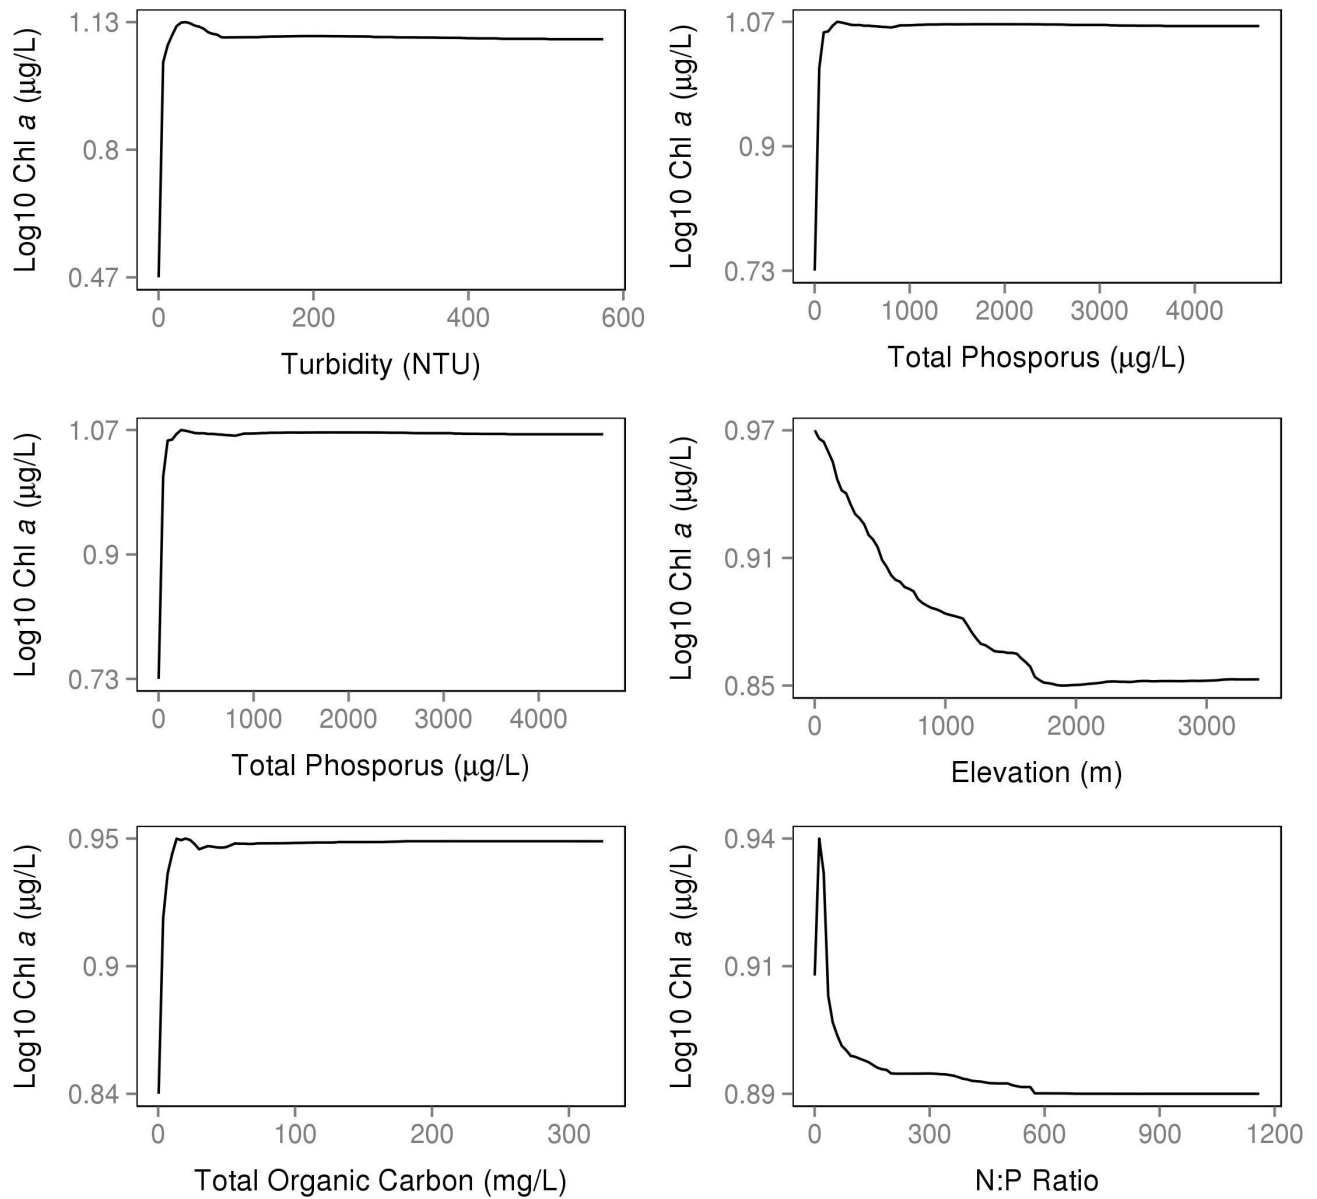 Log10 Chl a (μg/L)
1.13
0.8
0.47
0 200 400 600
Turbidity (NTU)
Log10 Chl a (μg/L)
1.07
0.9
0.73
0 1000 2000 3000 4000
Total Phosporus (μg/L)
Log10 Chl a (μg/L)
1.07
0.9
0.73
0 1000 2000 3000 4000
Total Phosporus (μg/L)
Log10 Chl a (μg/L)
0.97
0.91
0.85
0 1000 2000 3000
Elevation (m)
Log10 Chl a (μg/L)
0.95
0.9
0.84
0 100 200 300
Total Organic Carbon (mg/L)
Log10 Chl a (μg/L)
0.94
0.91
0.89
0 300 600 900 1200
N:P Ratio